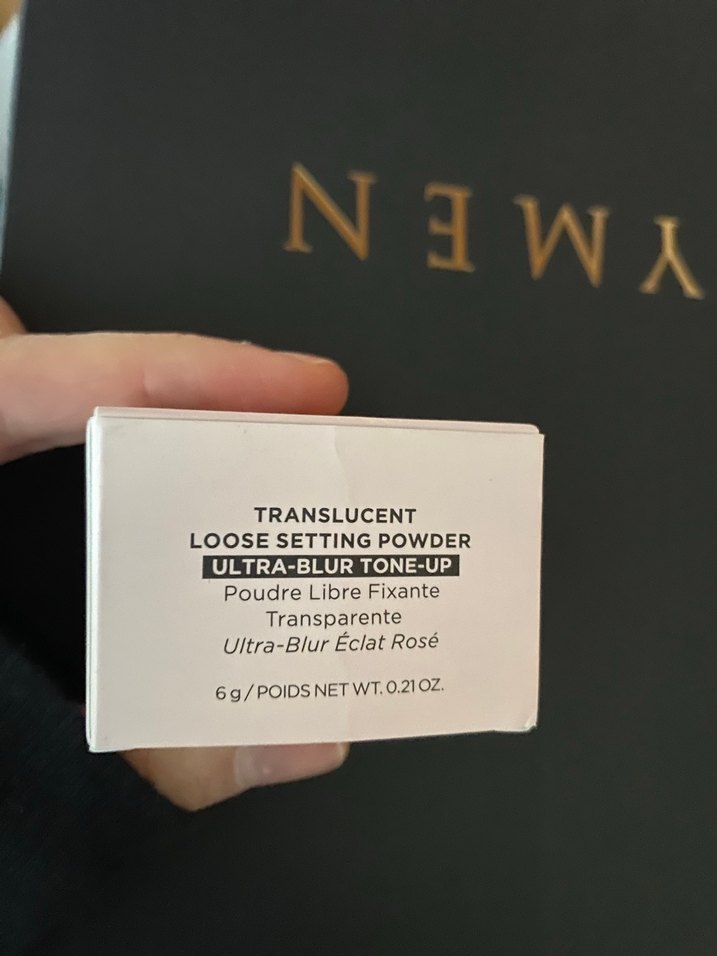 YMEN
TRANSLUCENT
LOOSE SETTING POWDER
ULTRA-BLUR TONE-UP
Poudre Libre Fixante
Transparente
Ultra-Blur Éclat Rosé
6 g / POIDS NET WT. 0.21 OZ.